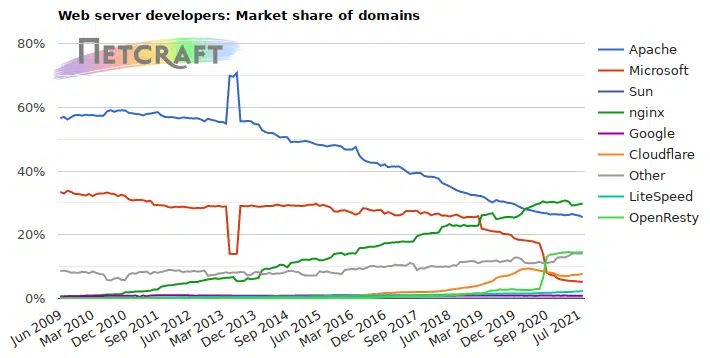 Web server developers: Market share of domains
NETCRAFT
80%
60%
40%
20%
0%
Jun 2009
Mar 2010
Dec 2010
Sep 2011
Jun 2012
Mar 2013
Dec 2013
Sep 2014
Jun 2015
Mar 2016
Dec 2016
Sep 2017
Jun 2018
Mar 2019
Dec 2019
Sep 2020
Jul 2021
Apache
Microsoft
Sun
nginx
Google
Cloudflare
Other
LiteSpeed
OpenResty